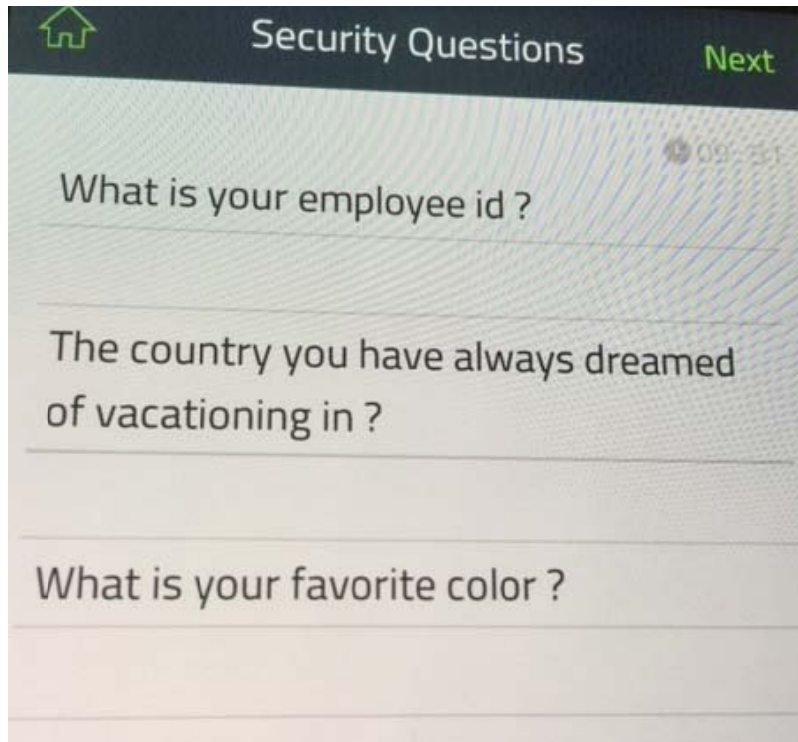 Security Questions
Next
What is your employee id ?
The country you have always dreamed
of vacationing in ?
What is your favorite color ?